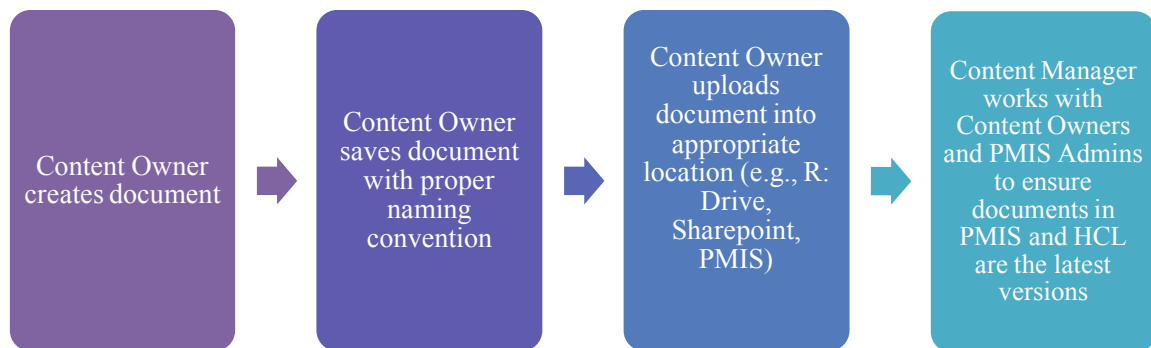 Content Owner
creates document
Content Owner
saves document
with proper
naming
convention
Content Owner
uploads
document into
appropriate
location (e.g., R:
Drive,
Sharepoint,
PMIS)
Content Manager
works with
Content Owners
and PMIS Admins
to ensure
documents in
PMIS and HCL
are the latest
versions